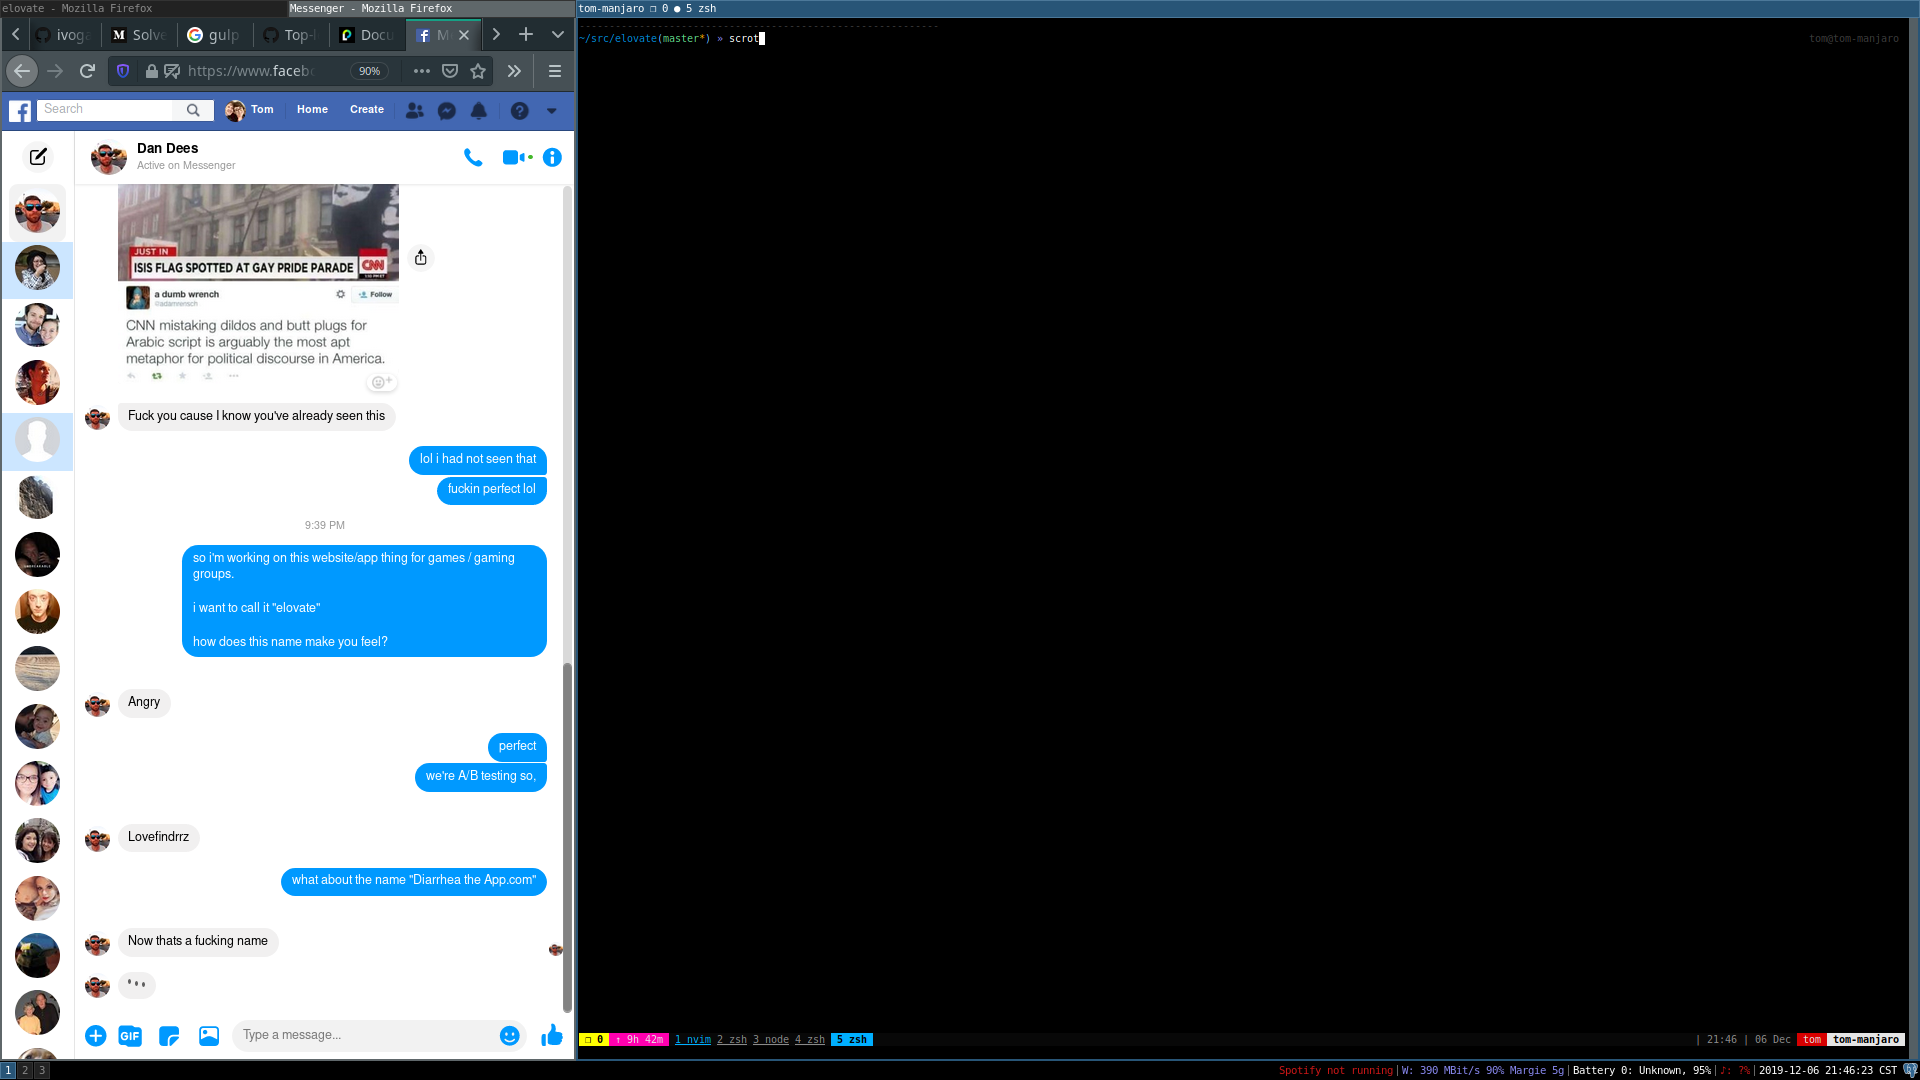 elovate - Mozilla Firefox
Messenger - Mozilla Firefox
tom-manjaro ❐ 0 ● 5 zsh
ivoga
Solve
gulp
Top-
Docu
M
~/src/elovate(master*) » scrot
tom@tom-manjaro
https://www.faceb
90%
Search
Tom
Home
Create
Dan Dees
Active on Messenger
JUST IN
ISIS FLAG SPOTTED AT GAY PRIDE PARADE
CNN
a dumb wrench
Follow
CNN mistaking dildos and butt plugs for
Arabic script is arguably the most apt
metaphor for political discourse in America.
Fuck you cause I know you've already seen this
lol i had not seen that
fuckin perfect lol
9:39 PM
so i'm working on this website/app thing for games / gaming
groups.
i want to call it "elovate"
how does this name make you feel?
Angry
perfect
we're A/B testing so,
Lovefindrrz
what about the name "Diarrhea the App.com"
Now thats a fucking name
GIF
Type a message...
❐ 0 ↑ 9h 42m 1 nvim 2 zsh 3 node 4 zsh 5 zsh
| 21:46 | 06 Dec tom tom-manjaro
1 2 3
Spotify not running | W: 390 MBit/s 90% Margie 5g | Battery 0: Unknown, 95% | ♪: ?% | 2019-12-06 21:46:23 CST